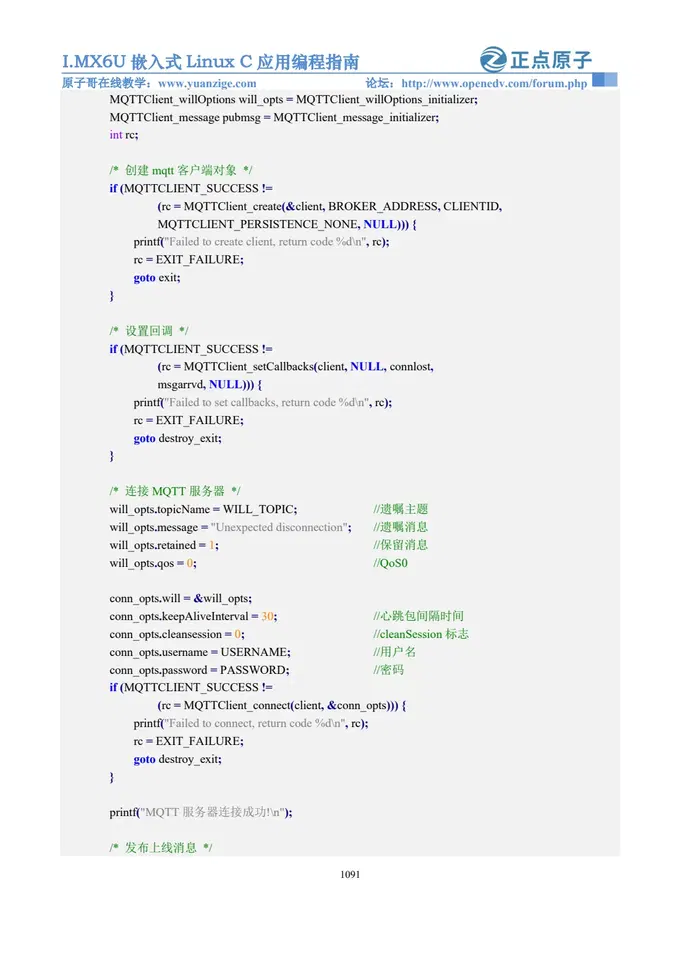 I.MX6U 嵌入式 Linux C 应用编程指南
正点原子
原子哥在线教学：www.yuanzige.com 论坛：http://www.openedv.com/forum.php
MQTTClient_willOptions will_opts = MQTTClient_willOptions_initializer;
MQTTClient_message pubmsg = MQTTClient_message_initializer;
int rc;
/* 创建 mqtt 客户端对象 */
if (MQTTCLIENT_SUCCESS !=
(rc = MQTTClient_create(&client, BROKER_ADDRESS, CLIENTID,
MQTTCLIENT_PERSISTENCE_NONE, NULL))) {
printf("Failed to create client, return code %d\n", rc);
rc = EXIT_FAILURE;
goto exit;
}
/* 设置回调 */
if (MQTTCLIENT_SUCCESS !=
(rc = MQTTClient_setCallbacks(client, NULL, connlost,
msgarrvd, NULL))) {
printf("Failed to set callbacks, return code %d\n", rc);
rc = EXIT_FAILURE;
goto destroy_exit;
}
/* 连接 MQTT 服务器 */
will_opts.topicName = WILL_TOPIC; //遗嘱主题
will_opts.message = "Unexpected disconnection"; //遗嘱消息
will_opts.retained = 1; //保留消息
will_opts.qos = 0; //QoS0
conn_opts.will = &will_opts;
conn_opts.keepAliveInterval = 30; //心跳包间隔时间
conn_opts.cleansession = 0; //cleanSession 标志
conn_opts.username = USERNAME; //用户名
conn_opts.password = PASSWORD; //密码
if (MQTTCLIENT_SUCCESS !=
(rc = MQTTClient_connect(client, &conn_opts))) {
printf("Failed to connect, return code %d\n", rc);
rc = EXIT_FAILURE;
goto destroy_exit;
}
printf("MQTT 服务器连接成功!\n");
/* 发布上线消息 */
1091